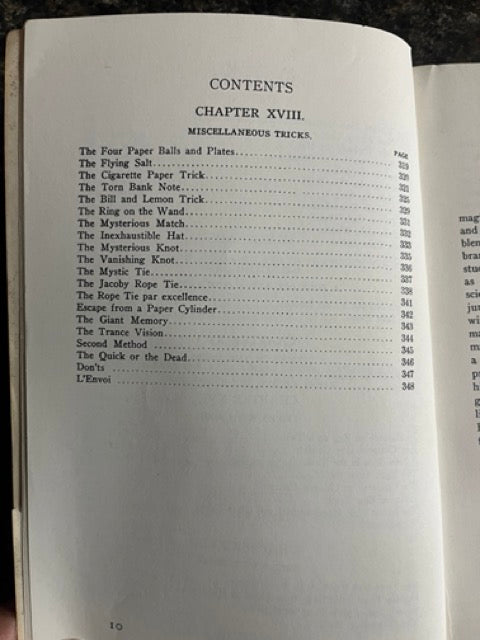 CONTENTS
CHAPTER XVIII.
MISCELLANEOUS TRICKS.
PAGE
The Four Paper Balls and Plates 319
The Flying Salt 320
The Cigarette Paper Trick 321
The Torn Bank Note 325
The Bill and Lemon Trick 329
The Ring on the Wand 331
The Mysterious Match 332
The Inexhaustible Hat 333
The Mysterious Knot 335
The Vanishing Knot 336
The Mystic Tie 337
The Jacoby Rope Tie 338
The Rope Tie par excellence 341
Escape from a Paper Cylinder 342
The Giant Memory 343
The Trance Vision 344
Second Method 345
The Quick or the Dead 346
Don'ts 347
L'Envoi 348
10
and
as